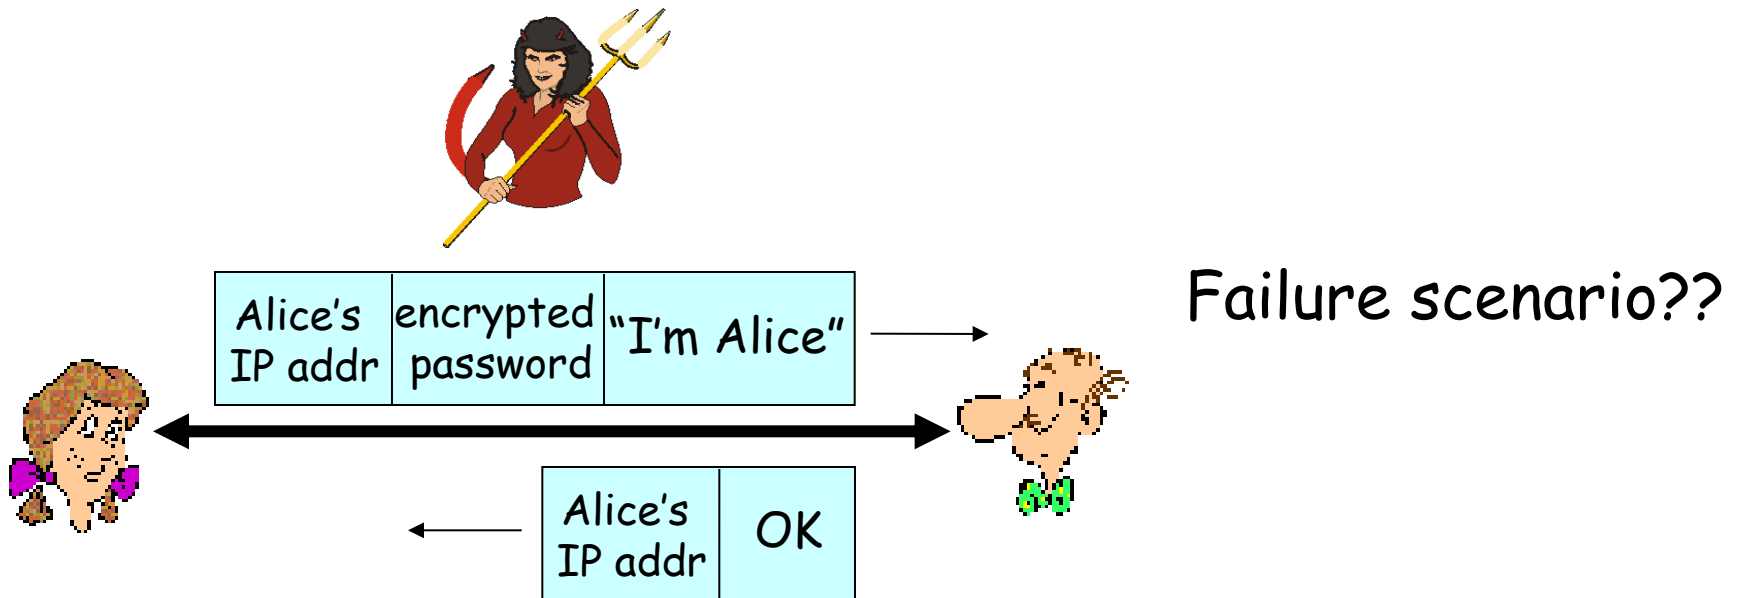 Failure scenario??
Alice’s
IP addr
encrypted
password
“I’m Alice”
Alice’s
IP addr
OK